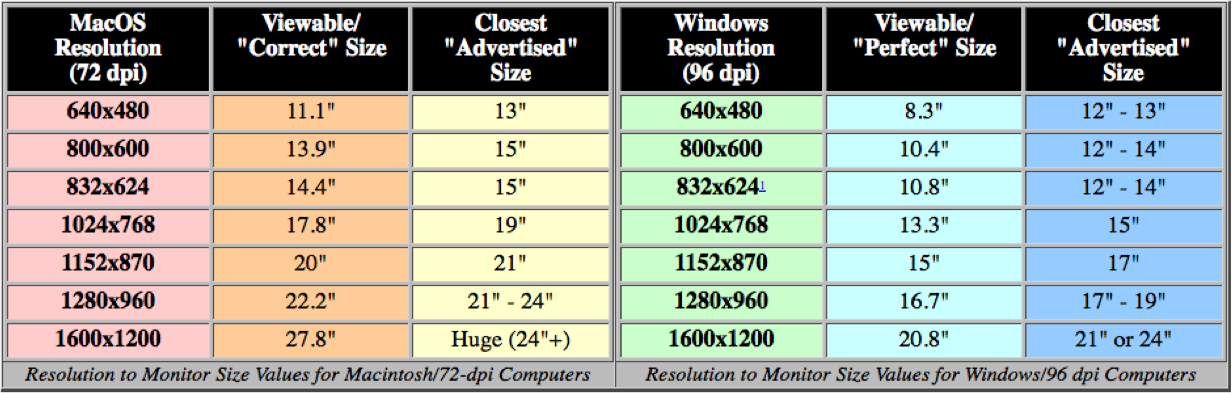 MacOS Resolution (72 dpi) Viewable/ "Correct" Size Closest "Advertised" Size Windows Resolution (96 dpi) Viewable/ "Perfect" Size Closest "Advertised" Size
640x480 11.1" 13" 640x480 8.3" 12" - 13"
800x600 13.9" 15" 800x600 10.4" 12" - 14"
832x624 14.4" 15" 832x624¹ 10.8" 12" - 14"
1024x768 17.8" 19" 1024x768 13.3" 15"
1152x870 20" 21" 1152x870 15" 17"
1280x960 22.2" 21" - 24" 1280x960 16.7" 17" - 19"
1600x1200 27.8" Huge (24"+) 1600x1200 20.8" 21" or 24"
Resolution to Monitor Size Values for Macintosh/72-dpi Computers Resolution to Monitor Size Values for Windows/96 dpi Computers